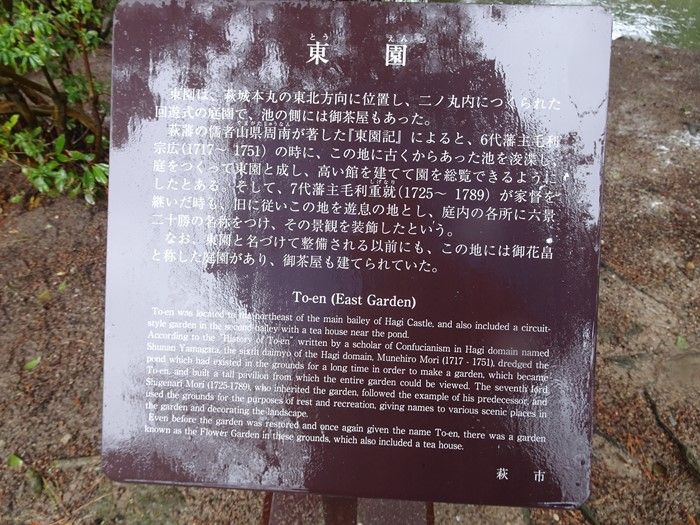 とう えん
東園
東園は、萩城本丸の東北方向に位置し、二ノ丸内につくられた
回遊式の庭園で、池の側には御茶屋もあった。
やまがたしゅうなん
萩藩の儒者山県周南が著した『東園記』によると、6代藩主毛利
宗広(1717～1751)の時に、この地に古くからあった池を浚渫し、
庭をつくって東園と成し、高い館を建てて園を総覧できるように
したとある。そして、7代藩主毛利重就(1725～1789)が家督を
継いだ時も、旧に従いこの地を遊息の地とし、庭内の各所に六景
二十勝の名称をつけ、その景観を装飾したという。
なお、東園と名づけて整備される以前にも、この地には御花畠
と称した庭園があり、御茶屋も建てられていた。
To-en (East Garden)
To-en was located to the northeast of the main bailey of Hagi Castle, and also included a circuit-
style garden in the second bailey with a tea house near the pond.
According to the "History of To-en" written by a scholar of Confucianism in Hagi domain named
Shunan Yamagata, the sixth daimyo of the Hagi domain, Munehiro Mori (1717 - 1751), dredged the
pond which had existed in the grounds for a long time in order to make a garden, which became
To-en, and built a tall pavilion from which the entire garden could be viewed. The seventh lord,
Shigenari Mori (1725-1789), who inherited the garden, followed the example of his predecessor, and
used the grounds for the purposes of rest and recreation, giving names to various scenic places in
the garden and decorating the landscape.
Even before the garden was restored and once again given the name To-en, there was a garden
known as the Flower Garden in these grounds, which also included a tea house.
萩市